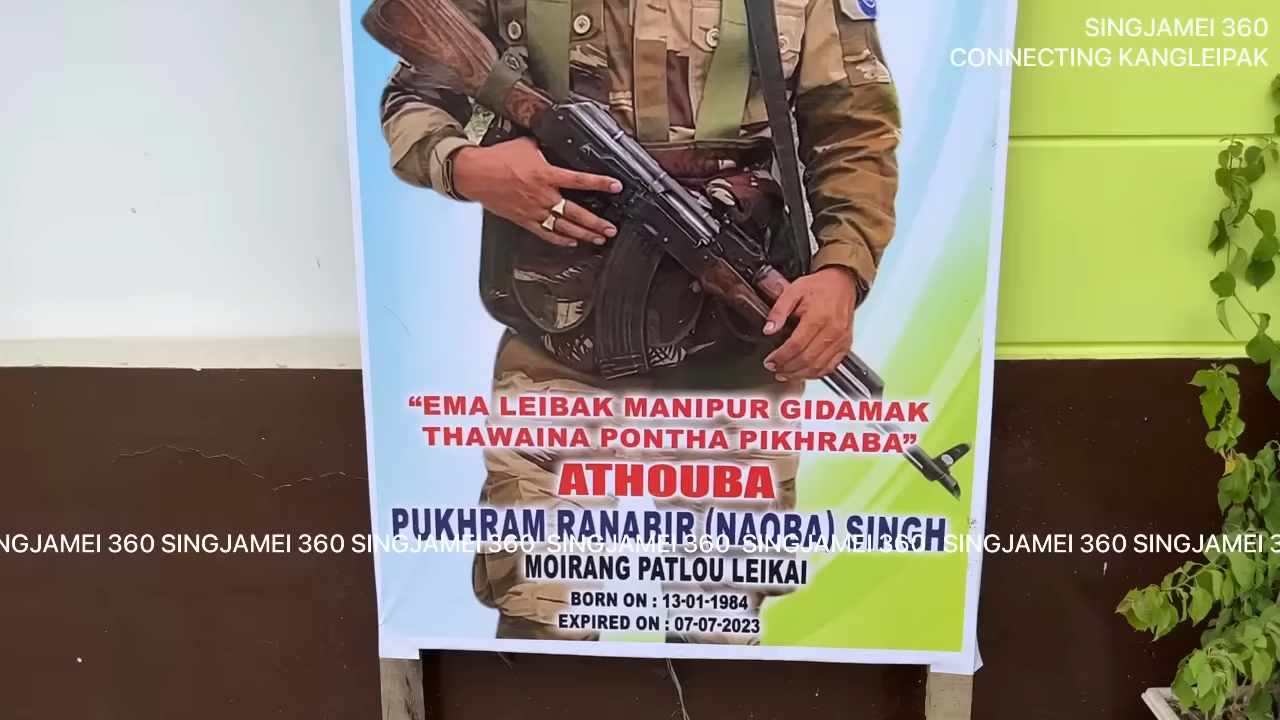 SINGJAMEI 360
CONNECTING KANGLEIPAK
“EMA LEIBAK MANIPUR GIDAMAK
THAWAINA PONTHA PIKHRABA”
ATHOUBA
PUKHRAM RANABIR (NAOBA) SINGH
NGJAMEI 360 SINGJAMEI 360 SINGJAMEI 360 SINGJAMEI 360 SINGJAMEI 360 SINGJAMEI 360 SINGJAMEI 3
MOIRANG PATLOU LEIKAI
BORN ON : 13-01-1984
EXPIRED ON : 07-07-2023